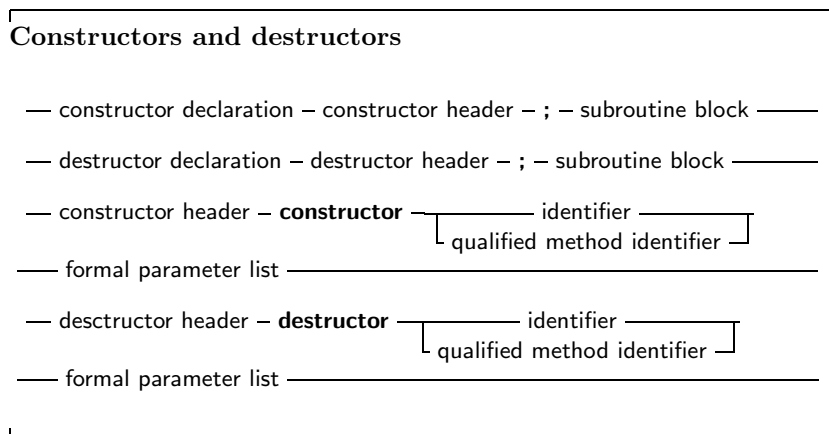 Constructors and destructors
constructor declaration constructor header ; subroutine block
destructor declaration destructor header ; subroutine block
constructor header constructor identifier
qualified method identifier
formal parameter list
desctructor header destructor identifier
qualified method identifier
formal parameter list